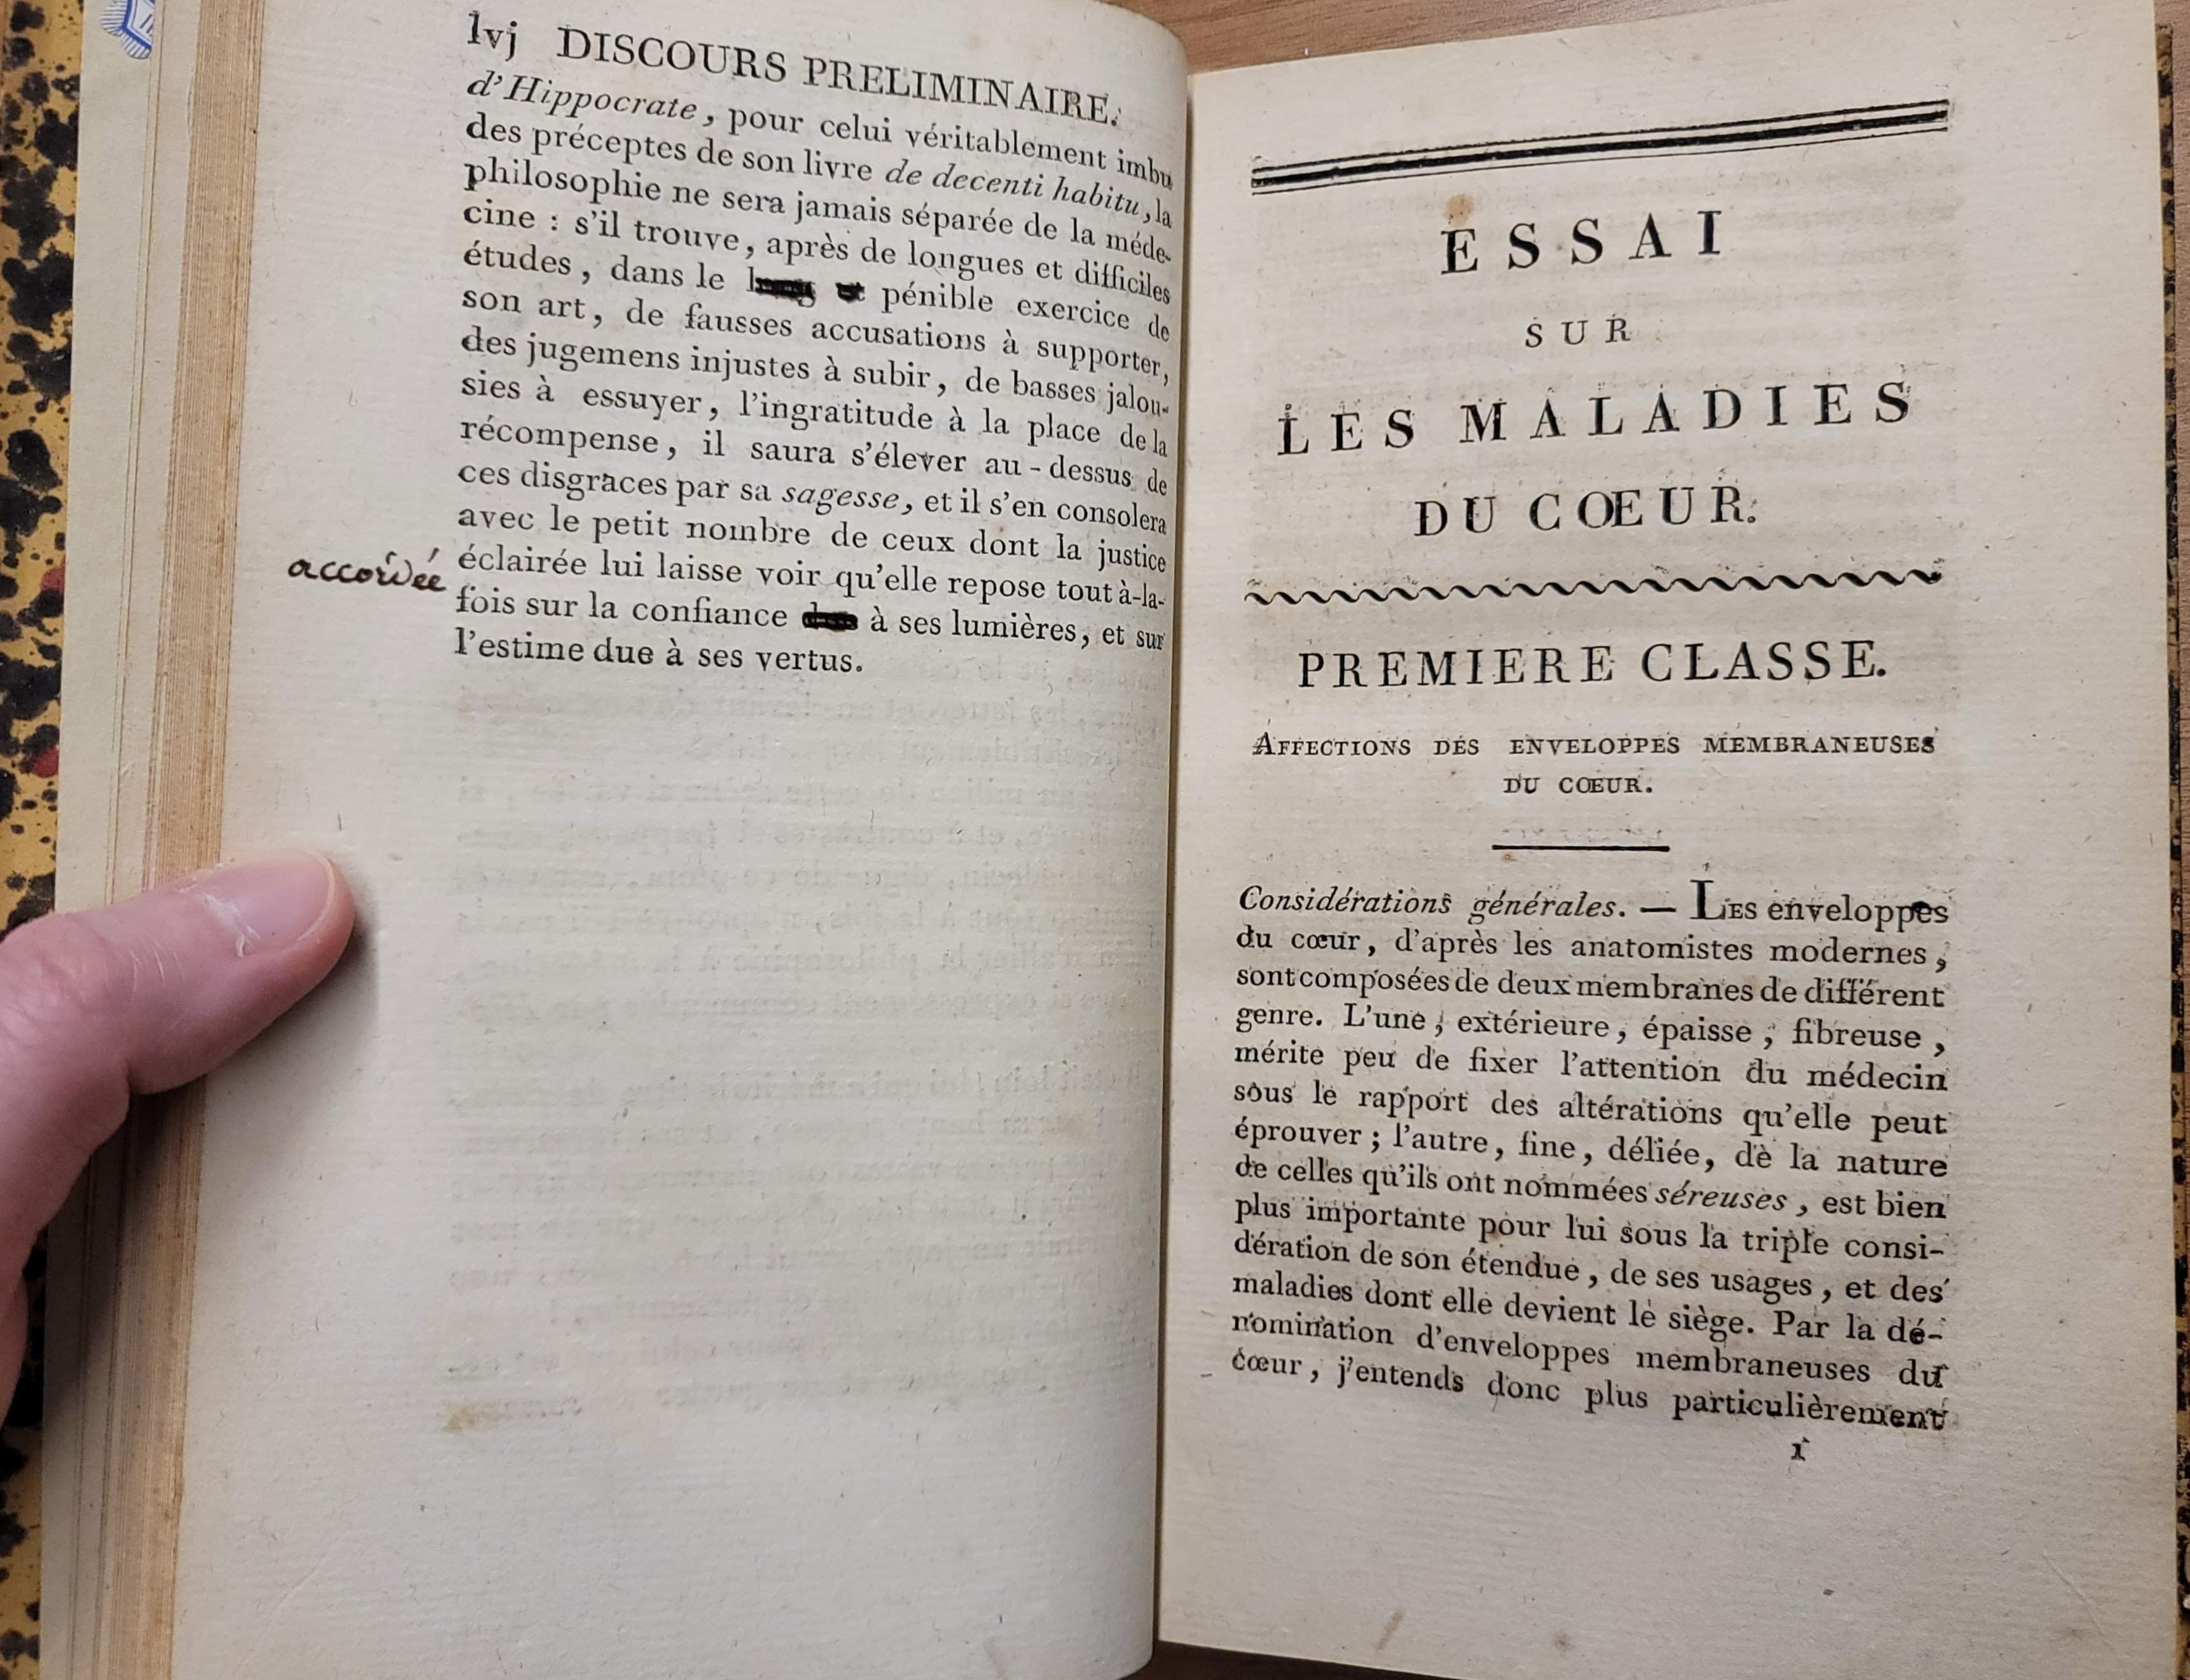 lvj DISCOURS PRELIMINAIRE.
d'Hippocrate, pour celui véritablement imbu
des préceptes de son livre de decenti habitu, la
philosophie ne sera jamais séparée de la méde-
cine : s'il trouve, après de longues et difficiles
études, dans le pénible exercice de
son art, de fausses accusations à supporter,
des jugemens injustes à subir, de basses jalou-
sies à essuyer, l'ingratitude à la place de la
récompense, il saura s'élever au-dessus de
ces disgraces par sa sagesse, et il s'en consolera
avec le petit nombre de ceux dont la justice
éclairée lui laisse voir qu'elle repose tout à-la-
accordée
fois sur la confiance à ses lumières, et sur
l'estime due à ses vertus.
ESSAI
SUR
LES MALADIES
DU COEUR.
PREMIERE CLASSE.
AFFECTIONS DES ENVELOPPES MEMBRANEUSES
DU COEUR.
Considérations générales. — LES enveloppes
du cœur, d'après les anatomistes modernes,
sont composées de deux membranes de différent
genre. L'une, extérieure, épaisse, fibreuse,
mérite peu de fixer l'attention du médecin
sous le rapport des altérations qu'elle peut
éprouver ; l'autre, fine, déliée, de la nature
de celles qu'ils ont nommées séreuses, est bien
plus importante pour lui sous la triple consi-
dération de son étendue, de ses usages, et des
maladies dont elle devient le siège. Par la dé-
nomination d'enveloppes membraneuses du
cœur, j'entends donc plus particulièrement
1